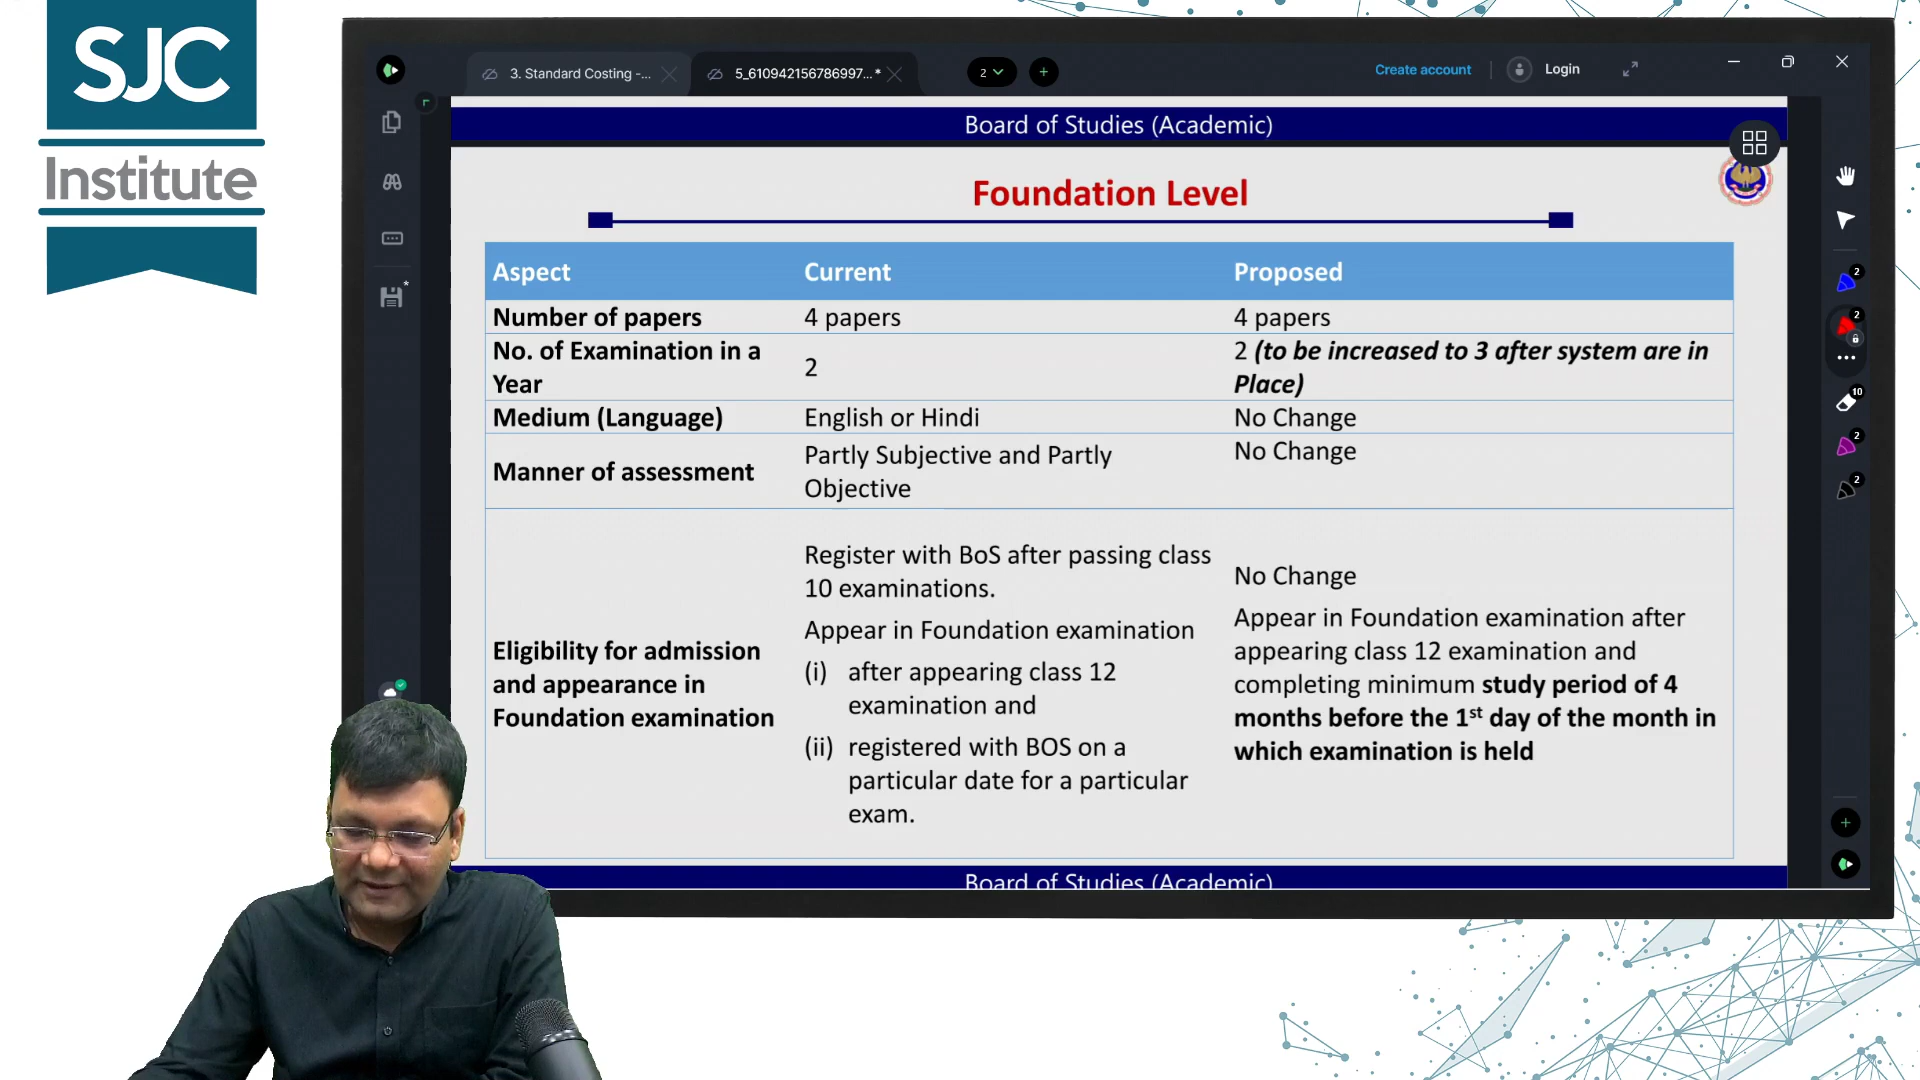 SJC
Institute
3. Standard Costing -...
5_610942156786997... *
2
Create account
Login
Board of Studies (Academic)
Foundation Level
Aspect
Current
Proposed
Number of papers
4 papers
4 papers
No. of Examination in a
Year
2
2 (to be increased to 3 after system are in
Place)
Medium (Language)
English or Hindi
No Change
Manner of assessment
Partly Subjective and Partly
Objective
No Change
Eligibility for admission
and appearance in
Foundation examination
Register with BoS after passing class
10 examinations.
Appear in Foundation examination
(i) after appearing class 12
examination and
(ii) registered with BOS on a
particular date for a particular
exam.
No Change
Appear in Foundation examination after
appearing class 12 examination and
completing minimum study period of 4
months before the 1st day of the month in
which examination is held
Board of Studies (Academic)
2
2
10
2
2